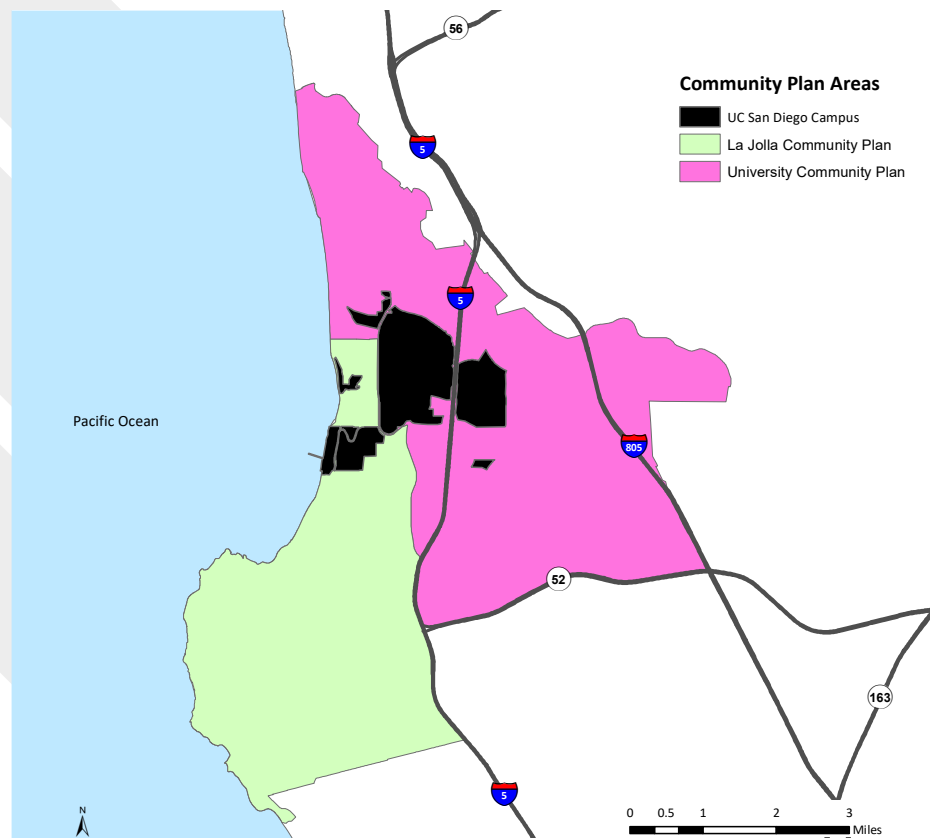 56
Community Plan Areas
UC San Diego Campus
La Jolla Community Plan
University Community Plan
5
5
Pacific Ocean
805
52
163
5
N
0 0.5 1 2 3
Miles